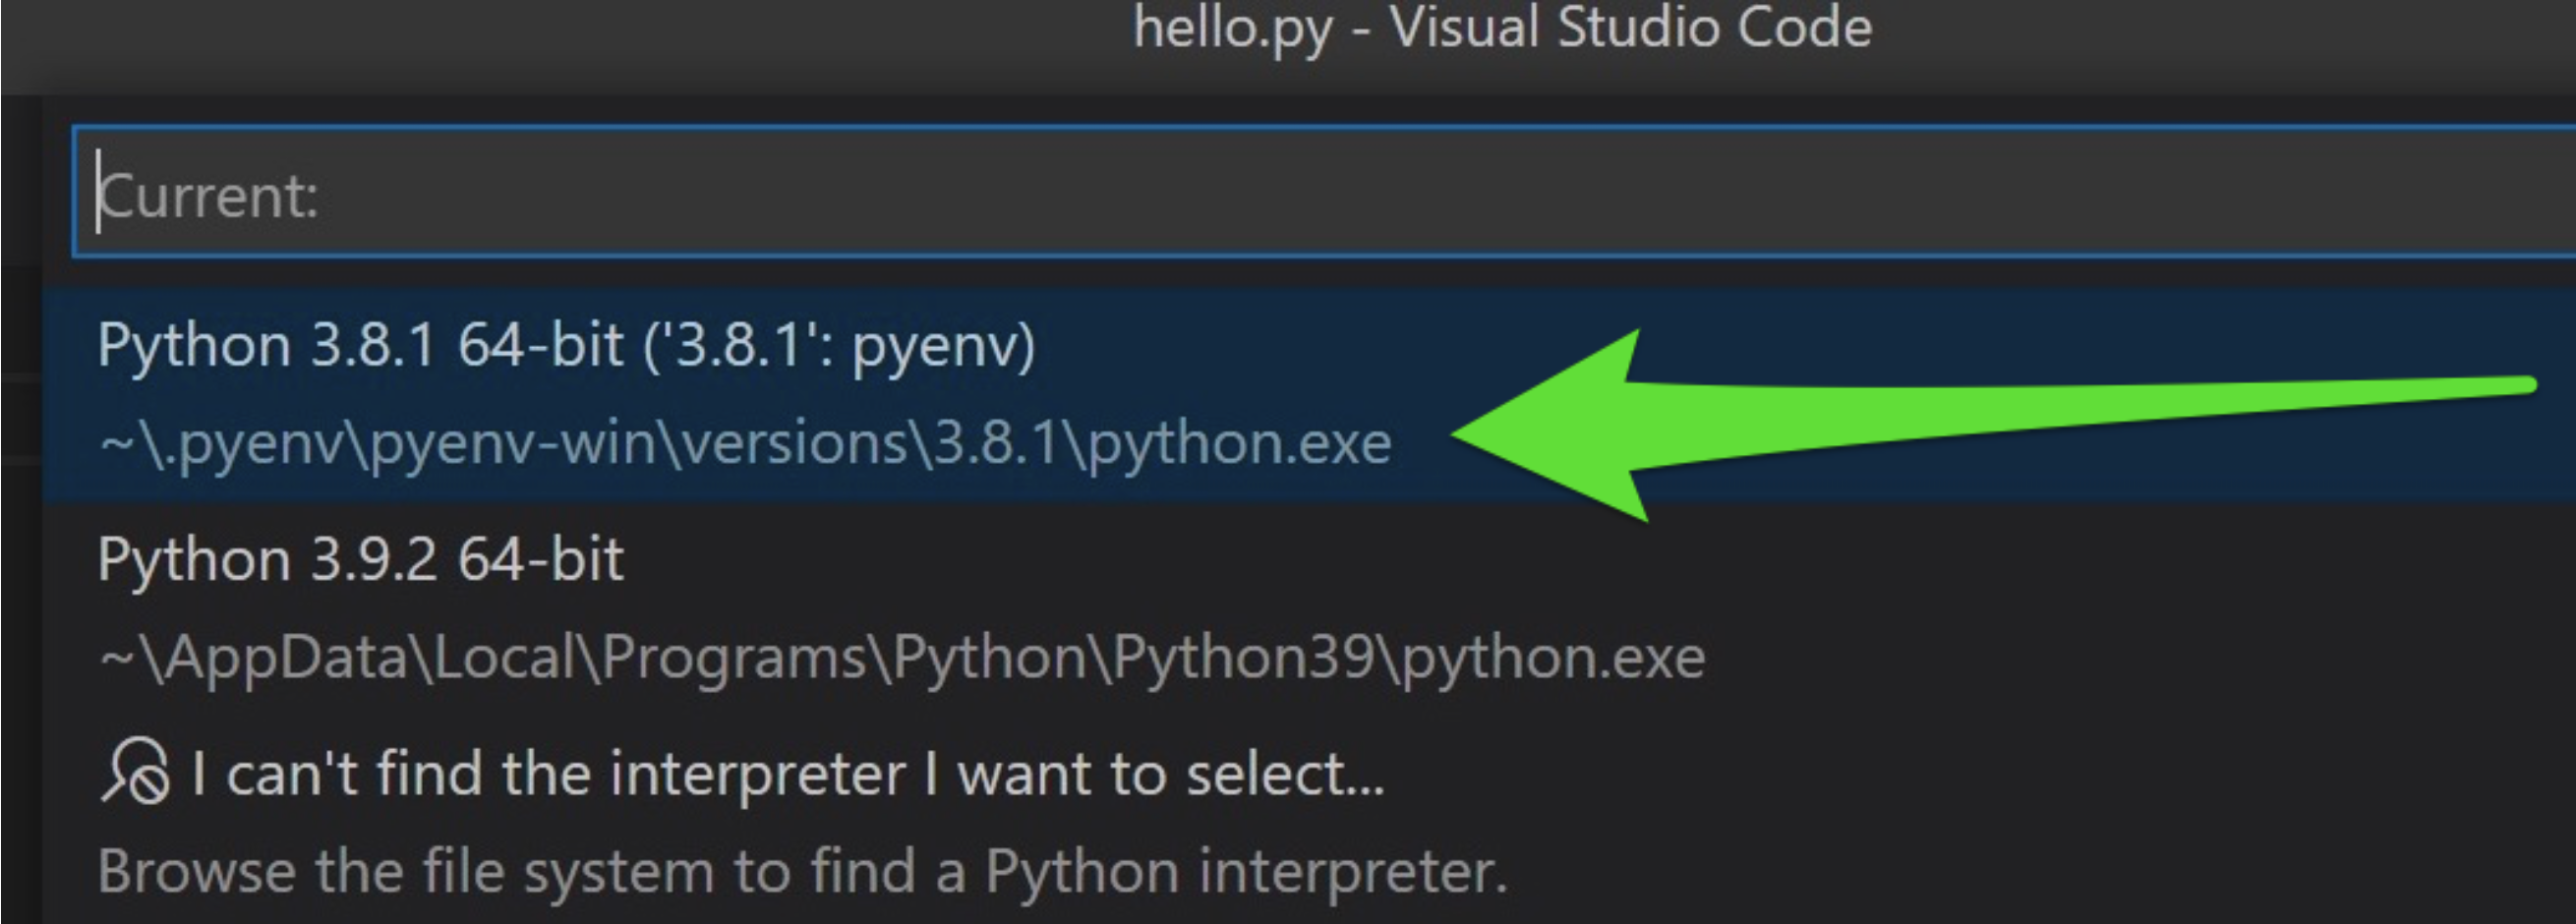 hello.py - Visual Studio Code
Current:
Python 3.8.1 64-bit ('3.8.1': pyenv)
~\.pyenv\pyenv-win\versions\3.8.1\python.exe
Python 3.9.2 64-bit
~\AppData\Local\Programs\Python\Python39\python.exe
I can't find the interpreter I want to select...
Browse the file system to find a Python interpreter.